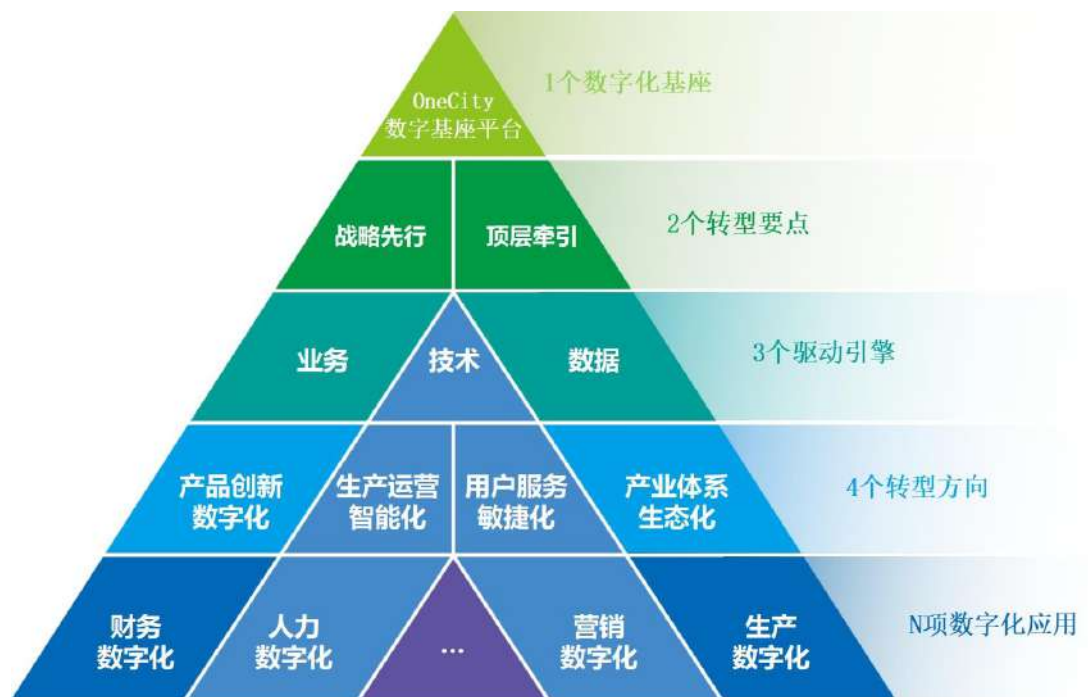 OneCity
数字基座平台
1个数字化基座
战略先行
顶层牵引
2个转型要点
业务
技术
数据
3个驱动引擎
产品创新
数字化
生产运营
智能化
用户服务
敏捷化
产业体系
生态化
4个转型方向
财务
数字化
人力
数字化
...
营销
数字化
生产
数字化
N项数字化应用